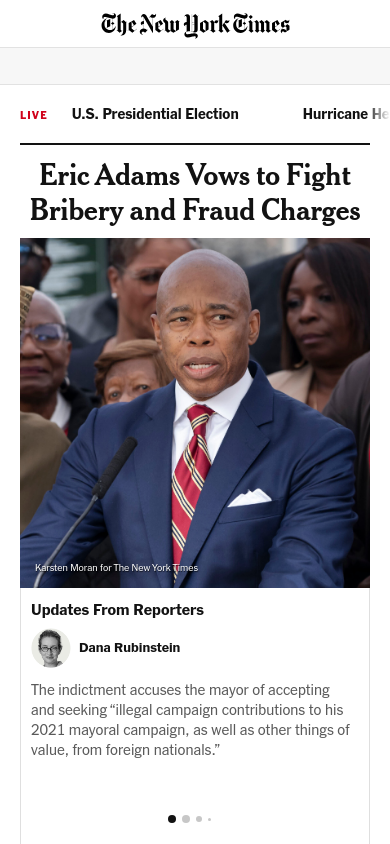 The New York Times
LIVE U.S. Presidential Election Hurricane He
Eric Adams Vows to Fight
Bribery and Fraud Charges
Karsten Moran for The New York Times
Updates From Reporters
Dana Rubinstein
The indictment accuses the mayor of accepting
and seeking “illegal campaign contributions to his
2021 mayoral campaign, as well as other things of
value, from foreign nationals.”